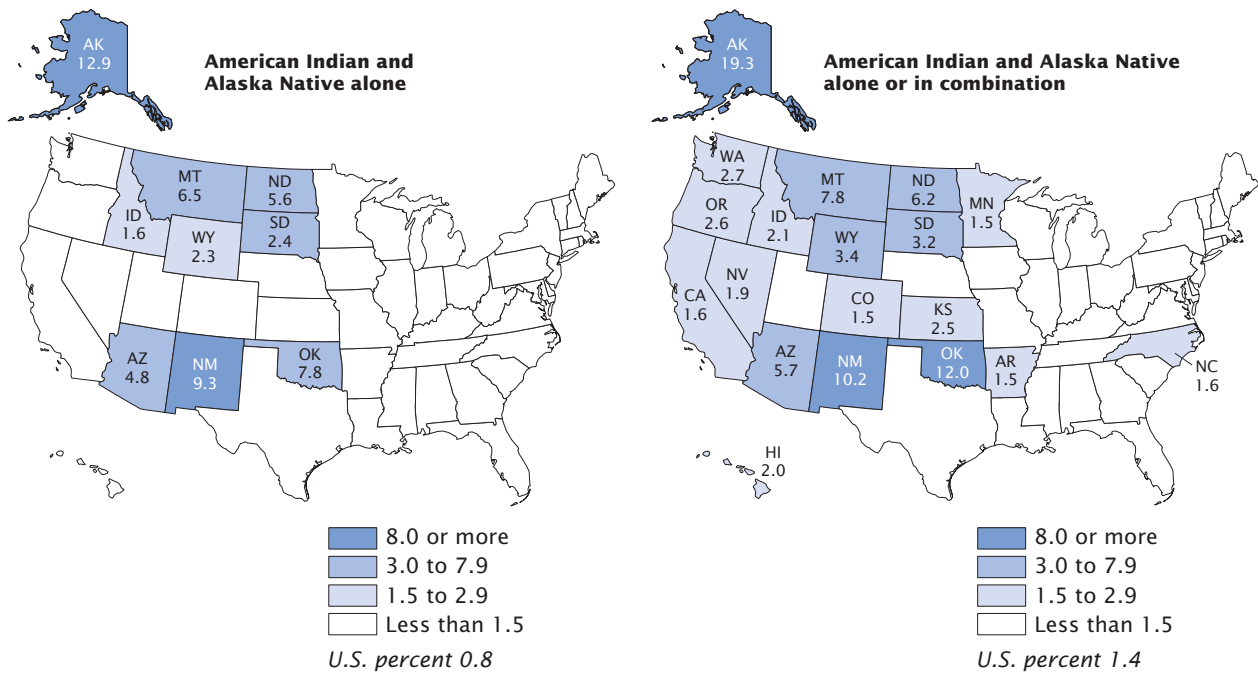 American Indian and
Alaska Native alone
AK
12.9
MT
6.5
ND
5.6
ID
1.6
SD
2.4
WY
2.3
AZ
4.8
NM
9.3
OK
7.8
8.0 or more
3.0 to 7.9
1.5 to 2.9
Less than 1.5
U.S. percent 0.8
American Indian and Alaska Native
alone or in combination
AK
19.3
WA
2.7
MT
7.8
ND
6.2
OR
2.6
ID
2.1
MN
1.5
WY
3.4
SD
3.2
NV
1.9
CA
1.6
CO
1.5
KS
2.5
AZ
5.7
NM
10.2
OK
12.0
AR
1.5
NC
1.6
HI
2.0
8.0 or more
3.0 to 7.9
1.5 to 2.9
Less than 1.5
U.S. percent 1.4